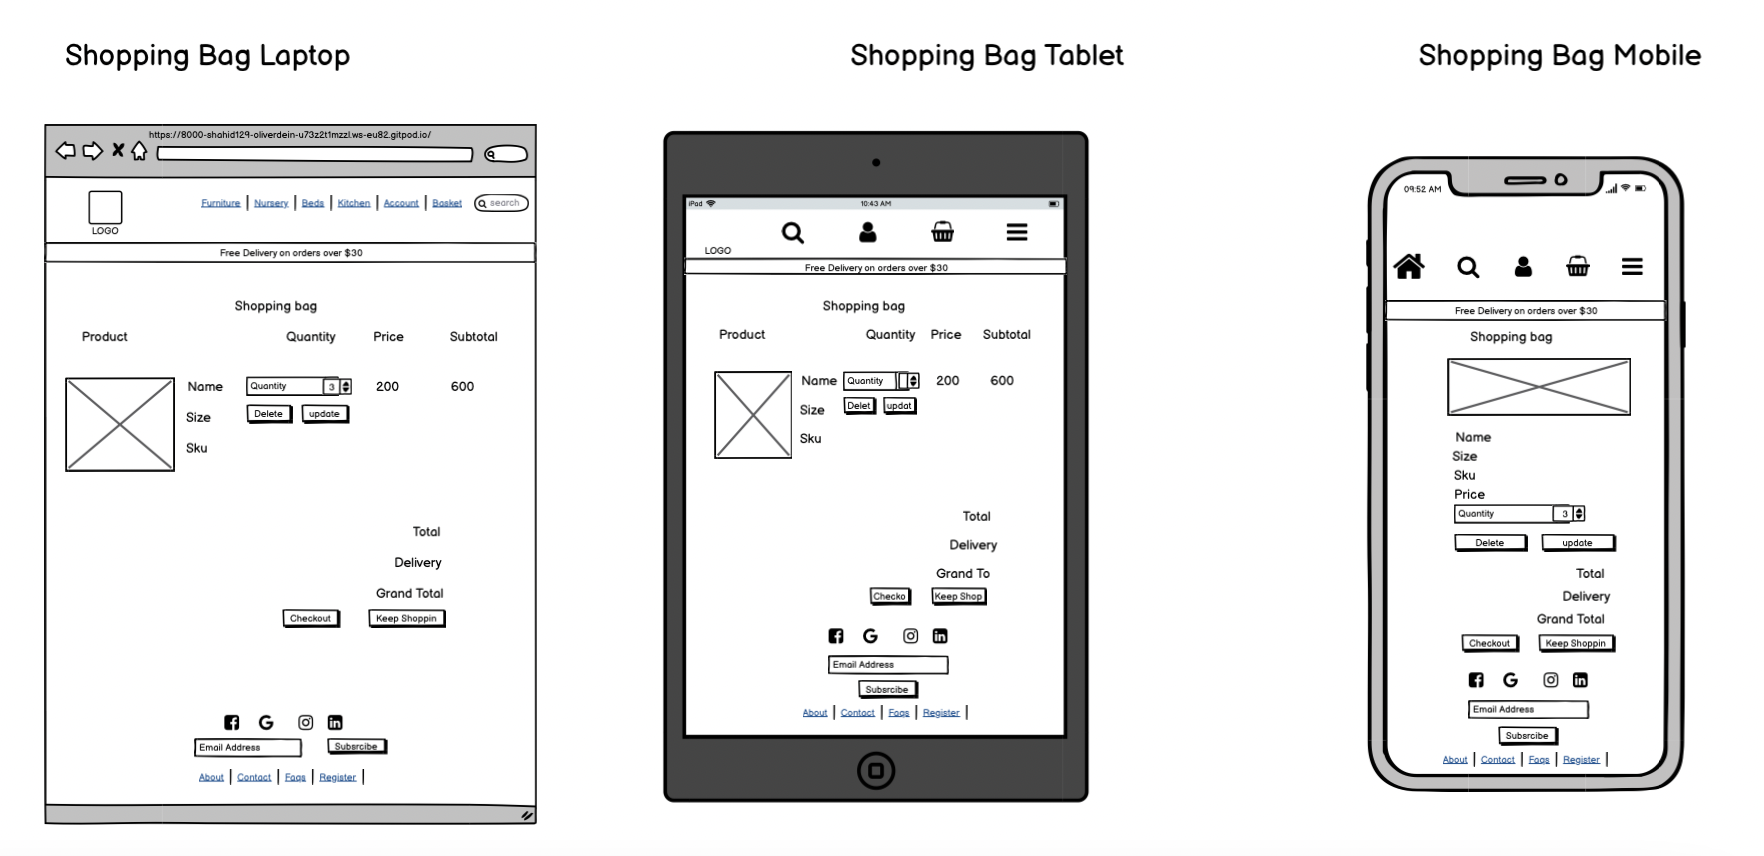 Shopping Bag Laptop
Shopping Bag Tablet
Shopping Bag Mobile
https://8000-shahid129-oliverdein-u73z2t1mzzl.ws-eu82.gitpod.io/
LOGO
Furniture | Nursery | Beds | Kitchen | Account | Basket
search
Free Delivery on orders over $30
Shopping bag
Product Quantity Price Subtotal
Name Quantity 3 200 600
Size Delete update
Sku
Total
Delivery
Grand Total
Checkout Keep Shoppin
Email Address Subsrcibe
About | Contact | Faqs | Register |
iPad 10:43 AM
LOGO
Free Delivery on orders over $30
Shopping bag
Product Quantity Price Subtotal
Name Quantity 200 600
Size Delet updat
Sku
Total
Delivery
Grand To
Checko Keep Shop
Email Address
Subsrcibe
About | Contact | Faqs | Register |
09:52 AM
Free Delivery on orders over $30
Shopping bag
Name
Size
Sku
Price
Quantity 3
Delete update
Total
Delivery
Grand Total
Checkout Keep Shoppin
Email Address
Subsrcibe
About | Contact | Faqs | Register |